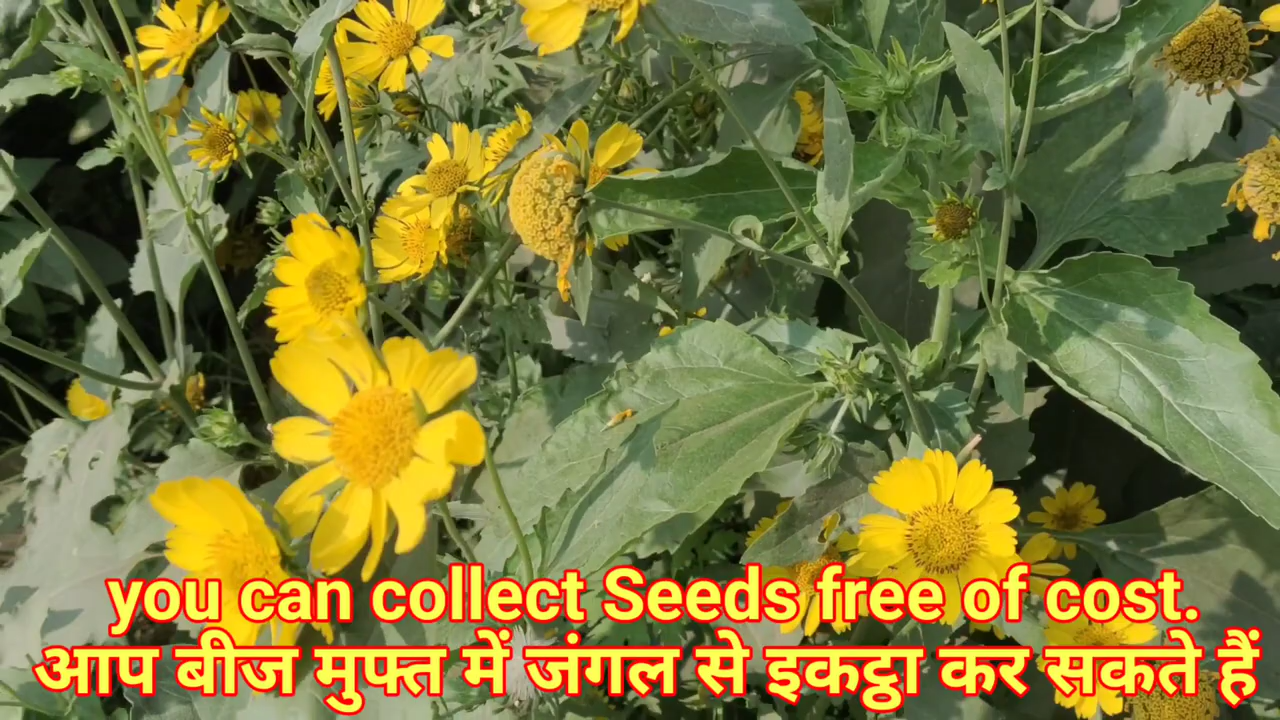 you can collect Seeds free of cost.
आप बीज मुफ्त में जंगल से इकट्ठा कर सकते हैं